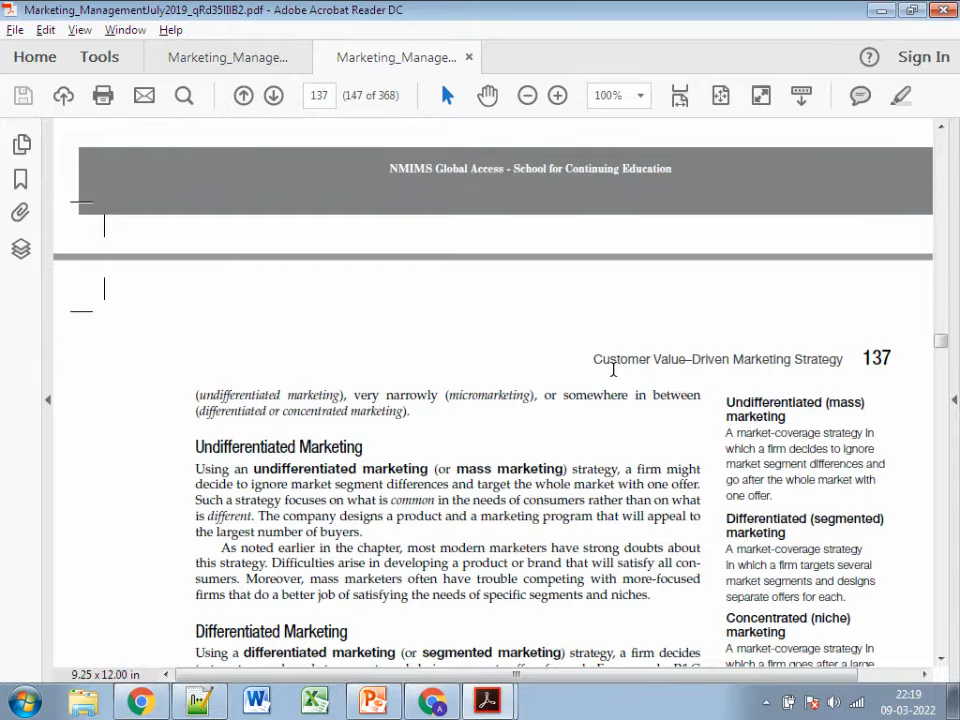 Marketing_ManagementJuly2019_qRd35IIIB2.pdf - Adobe Acrobat Reader DC
File Edit View Window Help
Home Tools Marketing_Manage... Marketing_Manage... ×
Sign In
137 (147 of 368) 100%
NMIMS Global Access - School for Continuing Education
Customer Value–Driven Marketing Strategy 137
(undifferentiated marketing), very narrowly (micromarketing), or somewhere in between
(differentiated or concentrated marketing).
Undifferentiated Marketing
Using an undifferentiated marketing (or mass marketing) strategy, a firm might
decide to ignore market segment differences and target the whole market with one offer.
Such a strategy focuses on what is common in the needs of consumers rather than on what
is different. The company designs a product and a marketing program that will appeal to
the largest number of buyers.
As noted earlier in the chapter, most modern marketers have strong doubts about
this strategy. Difficulties arise in developing a product or brand that will satisfy all con-
sumers. Moreover, mass marketers often have trouble competing with more-focused
firms that do a better job of satisfying the needs of specific segments and niches.
Differentiated Marketing
Using a differentiated marketing (or segmented marketing) strategy, a firm decides
Undifferentiated (mass)
marketing
A market-coverage strategy in
which a firm decides to ignore
market segment differences and
go after the whole market with
one offer.
Differentiated (segmented)
marketing
A market-coverage strategy
in which a firm targets several
market segments and designs
separate offers for each.
Concentrated (niche)
marketing
A market-coverage strategy in
which a firm goes after a large
9.25 x 12.00 in
22:19
09-03-2022